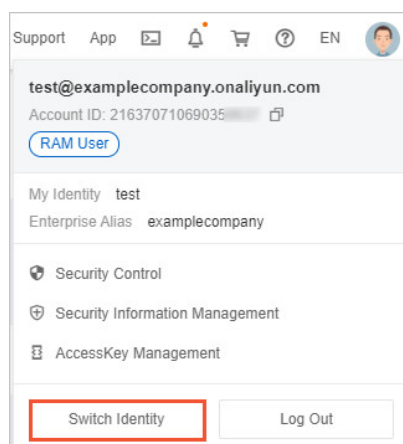 Support App EN
test@examplecompany.onaliyun.com
Account ID: 21637071069035
RAM User
My Identity test
Enterprise Alias examplecompany
Security Control
Security Information Management
AccessKey Management
Switch Identity Log Out